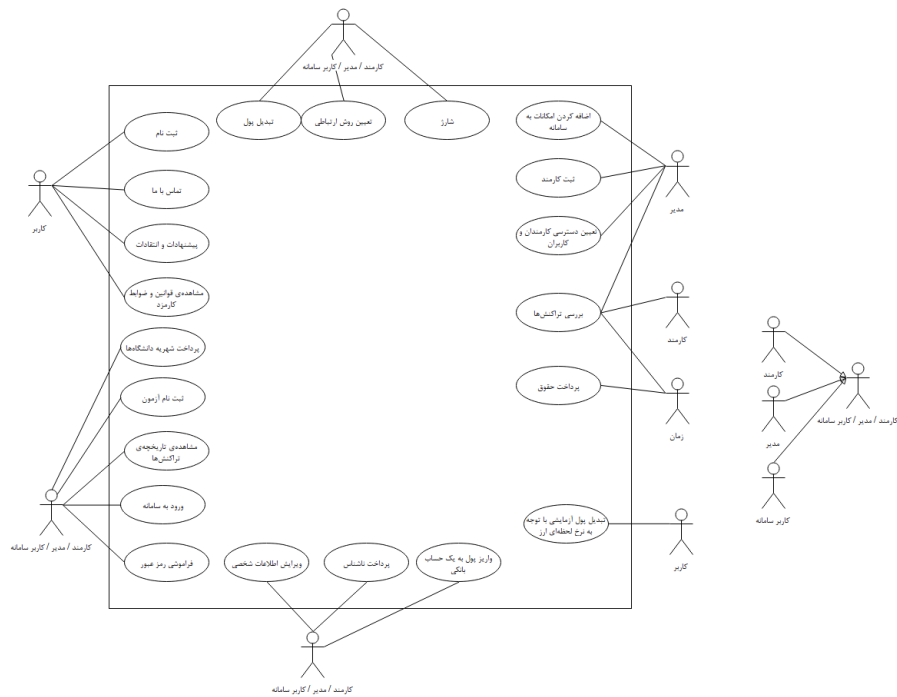 کارمند / مدیر / کاربر سامانه
تبدیل پول
تعیین روش ارتباطی
شارژ
اضافه کردن امکانات به
سامانه
ثبت نام
ثبت کارمند
مدیر
تماس با ما
کاربر
تعیین دسترسی کارمندان و
کاربران
پیشنهادات و انتقادات
مشاهده‌ی قوانین و ضوابط
کارمزد
بررسی تراکنش‌ها
کارمند
پرداخت شهریه دانشگاه‌ها
پرداخت حقوق
زمان
ثبت نام آزمون
مشاهده‌ی تاریخچه‌ی
تراکنش‌ها
ورود به سامانه
کارمند / مدیر / کاربر سامانه
تبدیل پول آزمایشی با توجه
به نرخ لحظه‌ای ارز
کاربر
فراموشی رمز عبور
ویرایش اطلاعات شخصی
پرداخت ناشناس
واریز پول به یک حساب
بانکی
کارمند / مدیر / کاربر سامانه
کارمند
مدیر
کاربر سامانه
کارمند / مدیر / کاربر سامانه